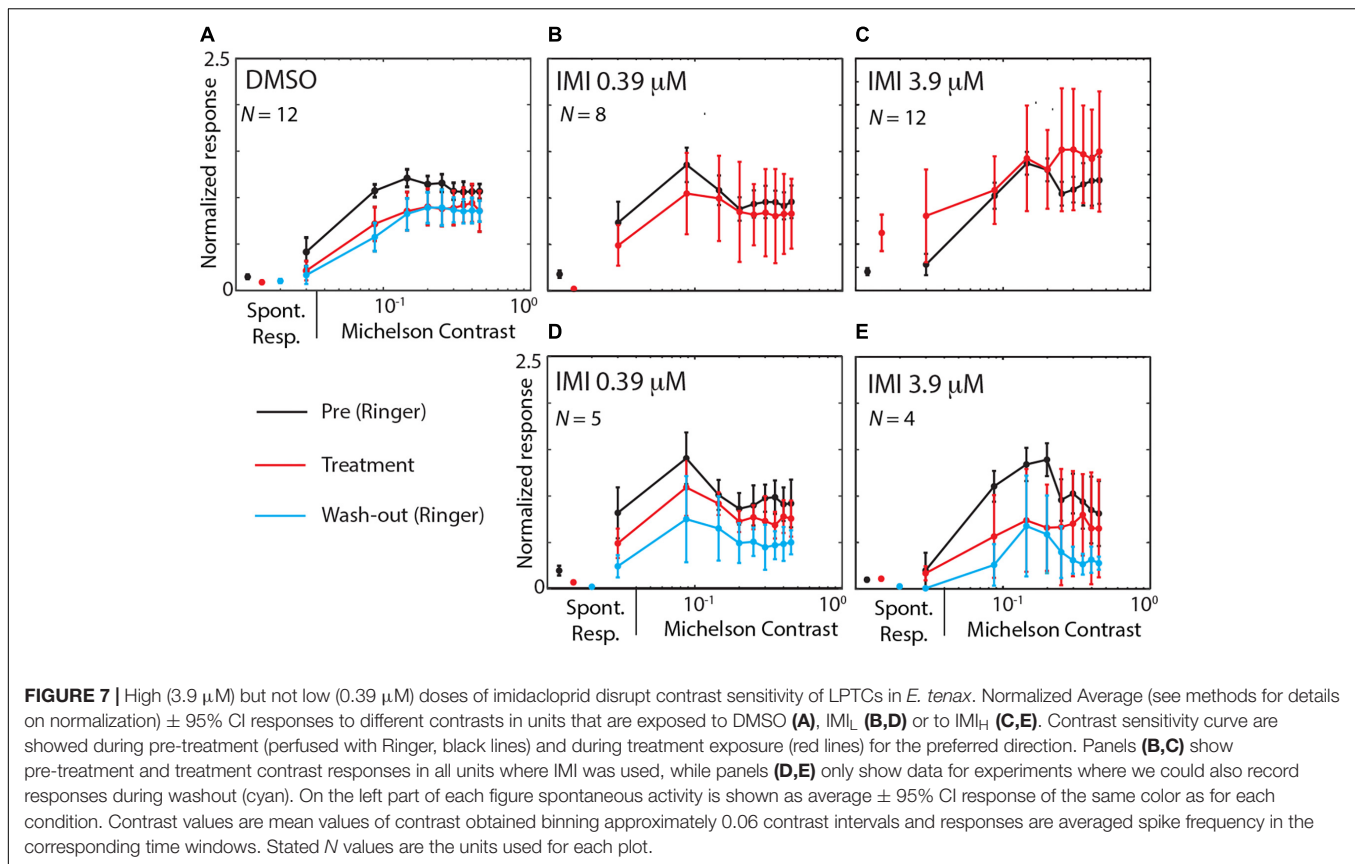 A
B
C
2.5
DMSO
N = 12
IMI 0.39 μM
N = 8
IMI 3.9 μM
N = 12
Normalized response
0
Spont.
Resp.
10-1
100
Michelson Contrast
D
E
2.5
IMI 0.39 μM
N = 5
IMI 3.9 μM
N = 4
Normalized response
0
Pre (Ringer)
Treatment
Wash-out (Ringer)
Spont.
Resp.
10-1
100
Michelson Contrast
Spont.
Resp.
10-1
100
Michelson Contrast
FIGURE 7 | High (3.9 μM) but not low (0.39 μM) doses of imidacloprid disrupt contrast sensitivity of LPTCs in E. tenax. Normalized Average (see methods for details
on normalization) ± 95% CI responses to different contrasts in units that are exposed to DMSO (A), IMIL (B,D) or to IMIH (C,E). Contrast sensitivity curve are
showed during pre-treatment (perfused with Ringer, black lines) and during treatment exposure (red lines) for the preferred direction. Panels (B,C) show
pre-treatment and treatment contrast responses in all units where IMI was used, while panels (D,E) only show data for experiments where we could also record
responses during washout (cyan). On the left part of each figure spontaneous activity is shown as average ± 95% CI response of the same color as for each
condition. Contrast values are mean values of contrast obtained binning approximately 0.06 contrast intervals and responses are averaged spike frequency in the
corresponding time windows. Stated N values are the units used for each plot.